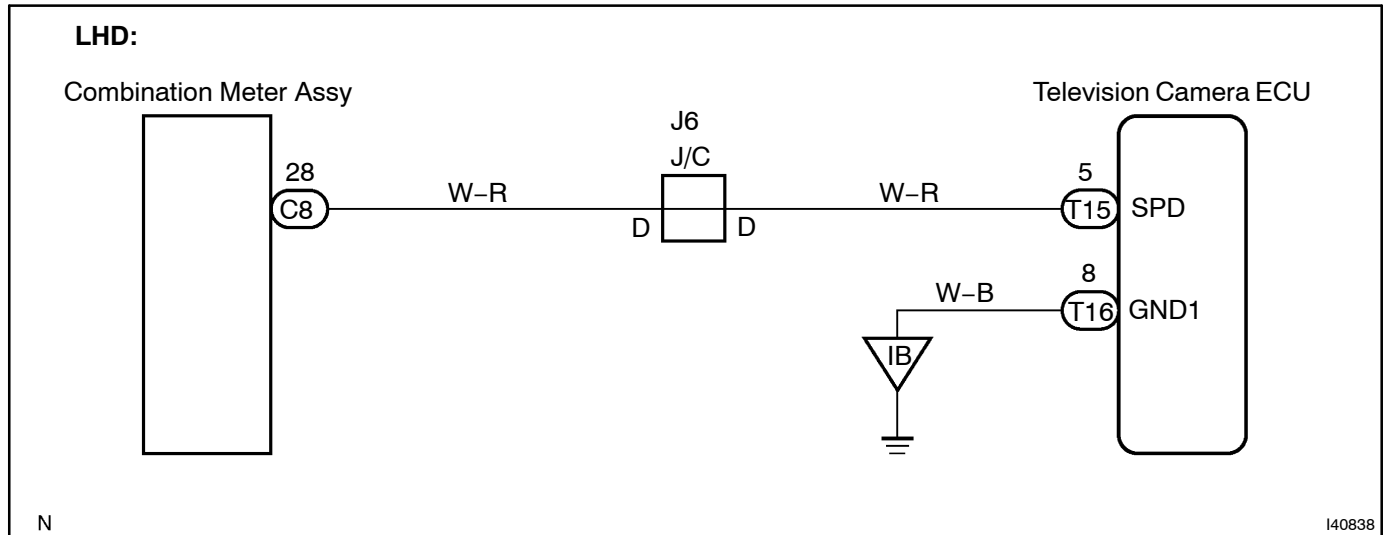 LHD:
Combination Meter Assy
Television Camera ECU
J6
J/C
28
C8
W–R
D
D
W–R
5
T15
SPD
8
T16
GND1
W–B
IB
N
I40838